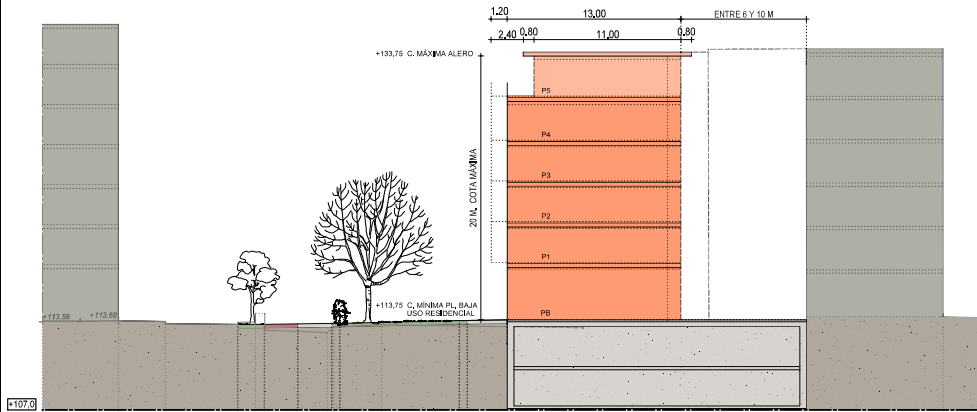 1.20 13.00 ENTRE 6 Y 10 M
2.40 0.80 11.00 0.80
+133,75 C. MÁXIMA ALERO
P5
P4
20 M. COTA MÁXIMA
P3
P2
P1
+113,75 C, MÍNIMA PL, BAJA
USO RESIDENCIAL
PB
+113.58 +113.68
+107,0